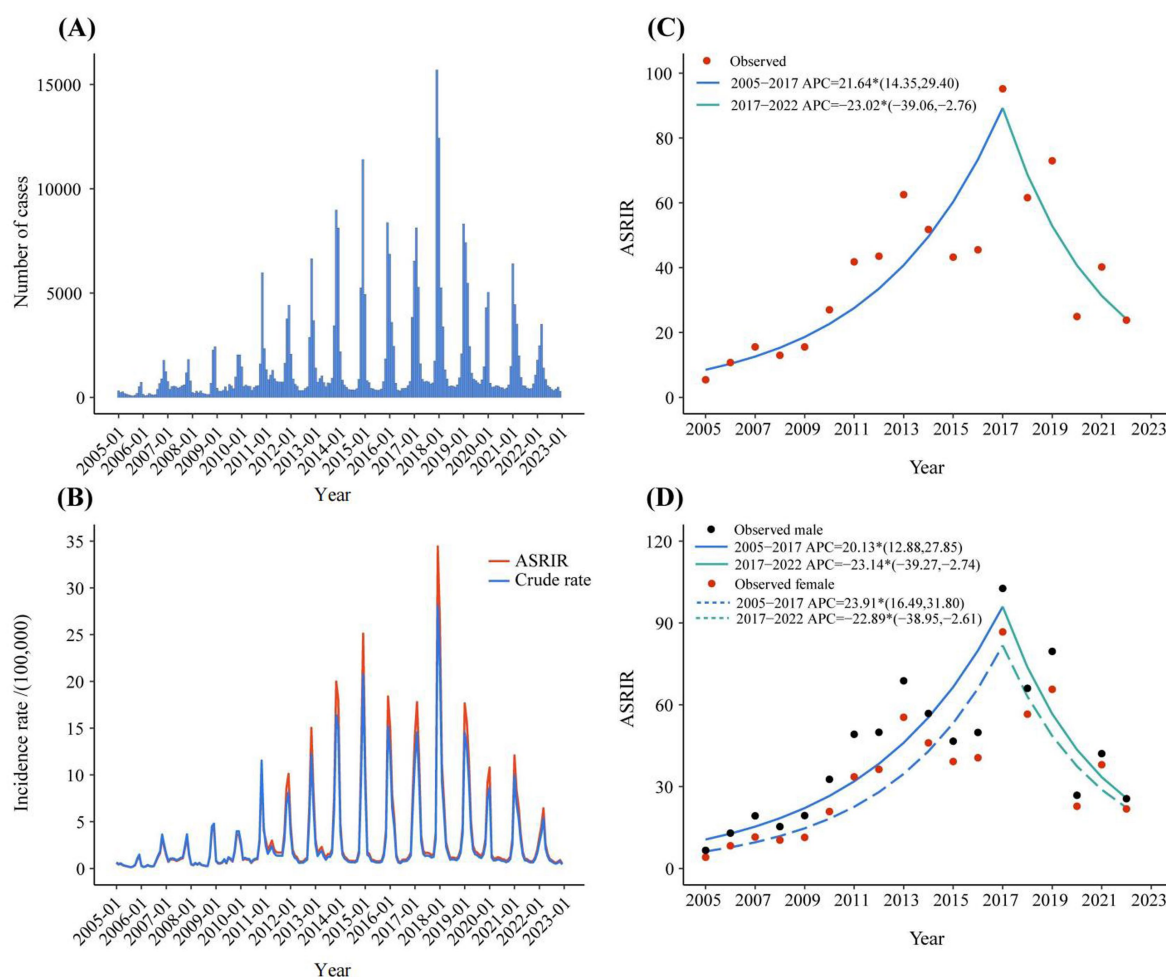 (A)
15000
10000
5000
0
Number of cases
2005-01
2006-01
2007-01
2008-01
2009-01
2010-01
2011-01
2012-01
2013-01
2014-01
2015-01
2016-01
2017-01
2018-01
2019-01
2020-01
2021-01
2022-01
2023-01
Year
(B)
35
30
25
20
15
10
5
0
Incidence rate /(100,000)
ASRIR
Crude rate
2005-01
2006-01
2007-01
2008-01
2009-01
2010-01
2011-01
2012-01
2013-01
2014-01
2015-01
2016-01
2017-01
2018-01
2019-01
2020-01
2021-01
2022-01
2023-01
Year
(C)
Observed
2005−2017 APC=21.64*(14.35,29.40)
2017−2022 APC=−23.02*(−39.06,−2.76)
100
80
60
40
20
0
ASRIR
2005 2007 2009 2011 2013 2015 2017 2019 2021 2023
Year
(D)
Observed male
2005−2017 APC=20.13*(12.88,27.85)
2017−2022 APC=−23.14*(−39.27,−2.74)
Observed female
2005−2017 APC=23.91*(16.49,31.80)
2017−2022 APC=−22.89*(−38.95,−2.61)
120
90
60
30
0
ASRIR
2005 2007 2009 2011 2013 2015 2017 2019 2021 2023
Year